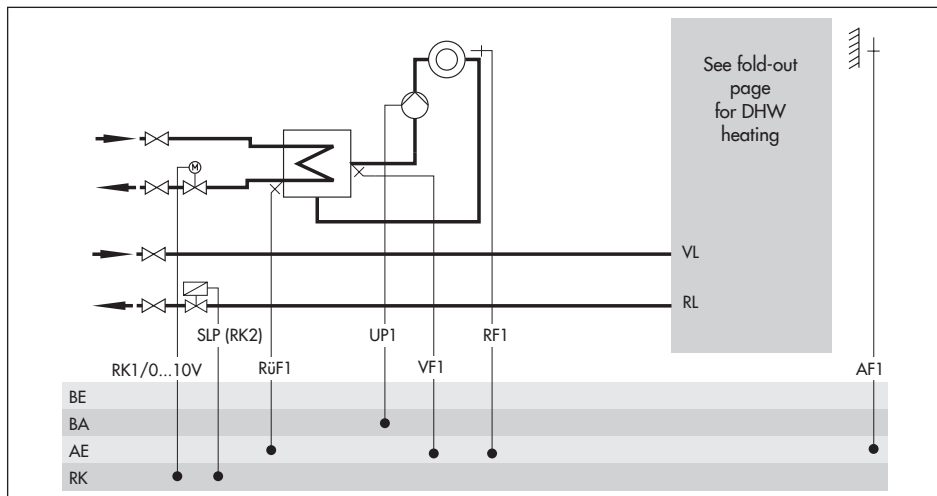 See fold-out
page
for DHW
heating
M
VL
RL
SLP (RK2)
UP1
RF1
RK1/0...10V
RüF1
VF1
AF1
BE
BA
AE
RK